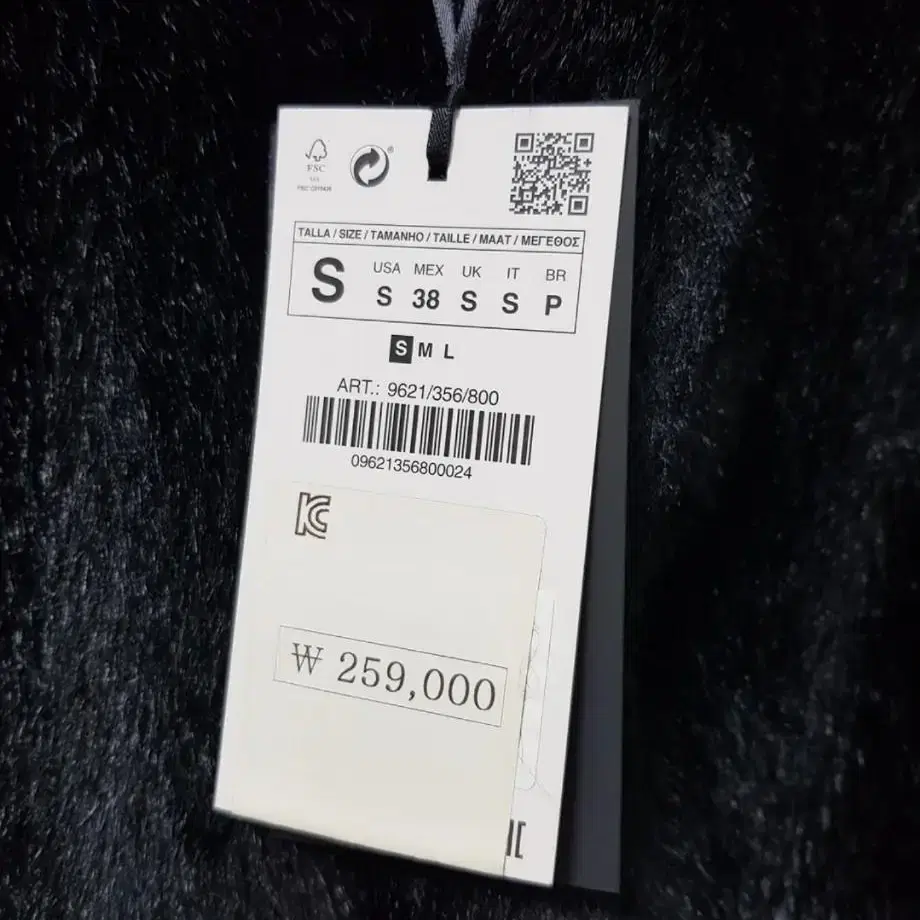 FSC
TALLA / SIZE / TAMANHO / TAILLE / MAAT / ΜΕΓΕΘΟΣ
S
USA MEX UK IT BR
S 38 S S P
S M L
ART.: 9621/356/800
09621356800024
KC
₩ 259,000